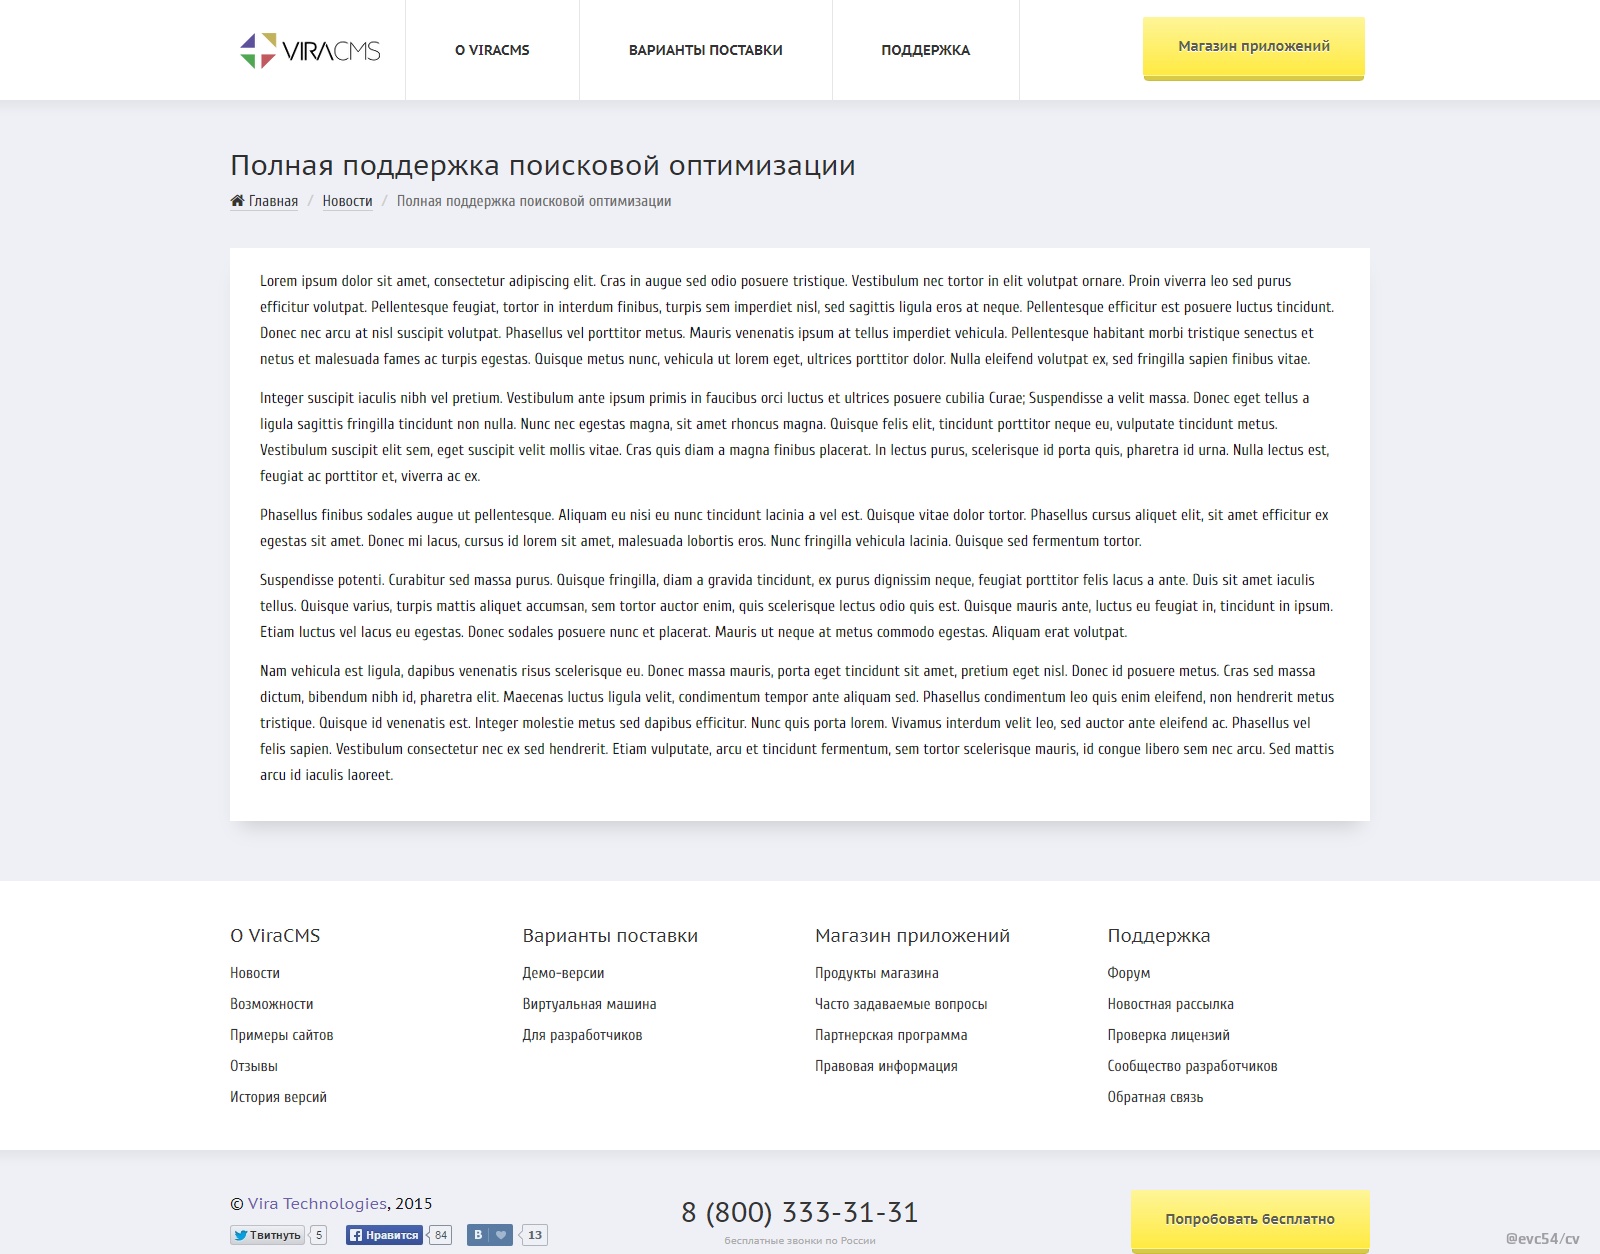 VIRACMS
О VIRACMS
ВАРИАНТЫ ПОСТАВКИ
ПОДДЕРЖКА
Магазин приложений
Полная поддержка поисковой оптимизации
Главная / Новости / Полная поддержка поисковой оптимизации
Lorem ipsum dolor sit amet, consectetur adipiscing elit. Cras in augue sed odio posuere tristique. Vestibulum nec tortor in elit volutpat ornare. Proin viverra leo sed purus
efficitur volutpat. Pellentesque feugiat, tortor in interdum finibus, turpis sem imperdiet nisl, sed sagittis ligula eros at neque. Pellentesque efficitur est posuere luctus tincidunt.
Donec nec arcu at nisl suscipit volutpat. Phasellus vel porttitor metus. Mauris venenatis ipsum at tellus imperdiet vehicula. Pellentesque habitant morbi tristique senectus et
netus et malesuada fames ac turpis egestas. Quisque metus nunc, vehicula ut lorem eget, ultrices porttitor dolor. Nulla eleifend volutpat ex, sed fringilla sapien finibus vitae.
Integer suscipit iaculis nibh vel pretium. Vestibulum ante ipsum primis in faucibus orci luctus et ultrices posuere cubilia Curae; Suspendisse a velit massa. Donec eget tellus a
ligula sagittis fringilla tincidunt non nulla. Nunc nec egestas magna, sit amet rhoncus magna. Quisque felis elit, tincidunt porttitor neque eu, vulputate tincidunt metus.
Vestibulum suscipit elit sem, eget suscipit velit mollis vitae. Cras quis diam a magna finibus placerat. In lectus purus, scelerisque id porta quis, pharetra id urna. Nulla lectus est,
feugiat ac porttitor et, viverra ac ex.
Phasellus finibus sodales augue ut pellentesque. Aliquam eu nisi eu nunc tincidunt lacinia a vel est. Quisque vitae dolor tortor. Phasellus cursus aliquet elit, sit amet efficitur ex
egestas sit amet. Donec mi lacus, cursus id lorem sit amet, malesuada lobortis eros. Nunc fringilla vehicula lacinia. Quisque sed fermentum tortor.
Suspendisse potenti. Curabitur sed massa purus. Quisque fringilla, diam a gravida tincidunt, ex purus dignissim neque, feugiat porttitor felis lacus a ante. Duis sit amet iaculis
tellus. Quisque varius, turpis mattis aliquet accumsan, sem tortor auctor enim, quis scelerisque lectus odio quis est. Quisque mauris ante, luctus eu feugiat in, tincidunt in ipsum.
Etiam luctus vel lacus eu egestas. Donec sodales posuere nunc et placerat. Mauris ut neque at metus commodo egestas. Aliquam erat volutpat.
Nam vehicula est ligula, dapibus venenatis risus scelerisque eu. Donec massa mauris, porta eget tincidunt sit amet, pretium eget nisl. Donec id posuere metus. Cras sed massa
dictum, bibendum nibh id, pharetra elit. Maecenas luctus ligula velit, condimentum tempor ante aliquam sed. Phasellus condimentum leo quis enim eleifend, non hendrerit metus
tristique. Quisque id venenatis est. Integer molestie metus sed dapibus efficitur. Nunc quis porta lorem. Vivamus interdum velit leo, sed auctor ante eleifend ac. Phasellus vel
felis sapien. Vestibulum consectetur nec ex sed hendrerit. Etiam vulputate, arcu et tincidunt fermentum, sem tortor scelerisque mauris, id congue libero sem nec arcu. Sed mattis
arcu id iaculis laoreet.
О ViraCMS
Новости
Возможности
Примеры сайтов
Отзывы
История версий
Варианты поставки
Демо-версии
Виртуальная машина
Для разработчиков
Магазин приложений
Продукты магазина
Часто задаваемые вопросы
Партнерская программа
Правовая информация
Поддержка
Форум
Новостная рассылка
Проверка лицензий
Сообщество разработчиков
Обратная связь
© Vira Technologies, 2015
Твитнуть 5
Нравится 84
В 13
8 (800) 333-31-31
бесплатные звонки по России
Попробовать бесплатно
@evc54/cv